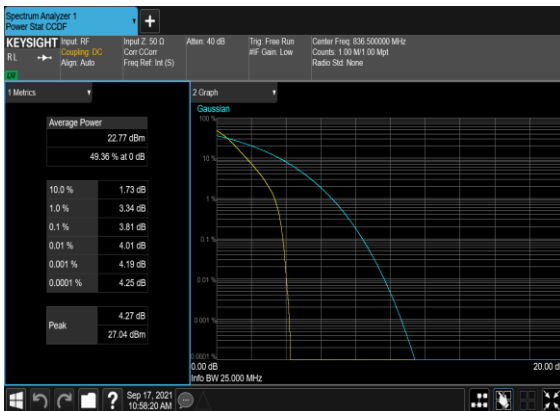 Spectrum Analyzer 1
Power Stat CCDF
+
KEYSIGHT
RL
LV
Input: RF
Coupling: DC
Align: Auto
Input Z: 50 Ω
Corr CCorr
Freq Ref: Int (S)
Atten: 40 dB
Trig: Free Run
#IF Gain: Low
Center Freq: 836.500000 MHz
Counts: 1.00 M/1.00 Mpt
Radio Std: None
1 Metrics
Average Power
22.77 dBm
49.36 % at 0 dB
10.0 % 1.73 dB
1.0 % 3.34 dB
0.1 % 3.81 dB
0.01 % 4.01 dB
0.001 % 4.19 dB
0.0001 % 4.25 dB
Peak
4.27 dB
27.04 dBm
2 Graph
Gaussian
100 %
10 %
1 %
0.1 %
0.01 %
0.001 %
0.0001 %
0.00 dB
20.00 d
Info BW 25.000 MHz
?
Sep 17, 2021
10:58:20 AM